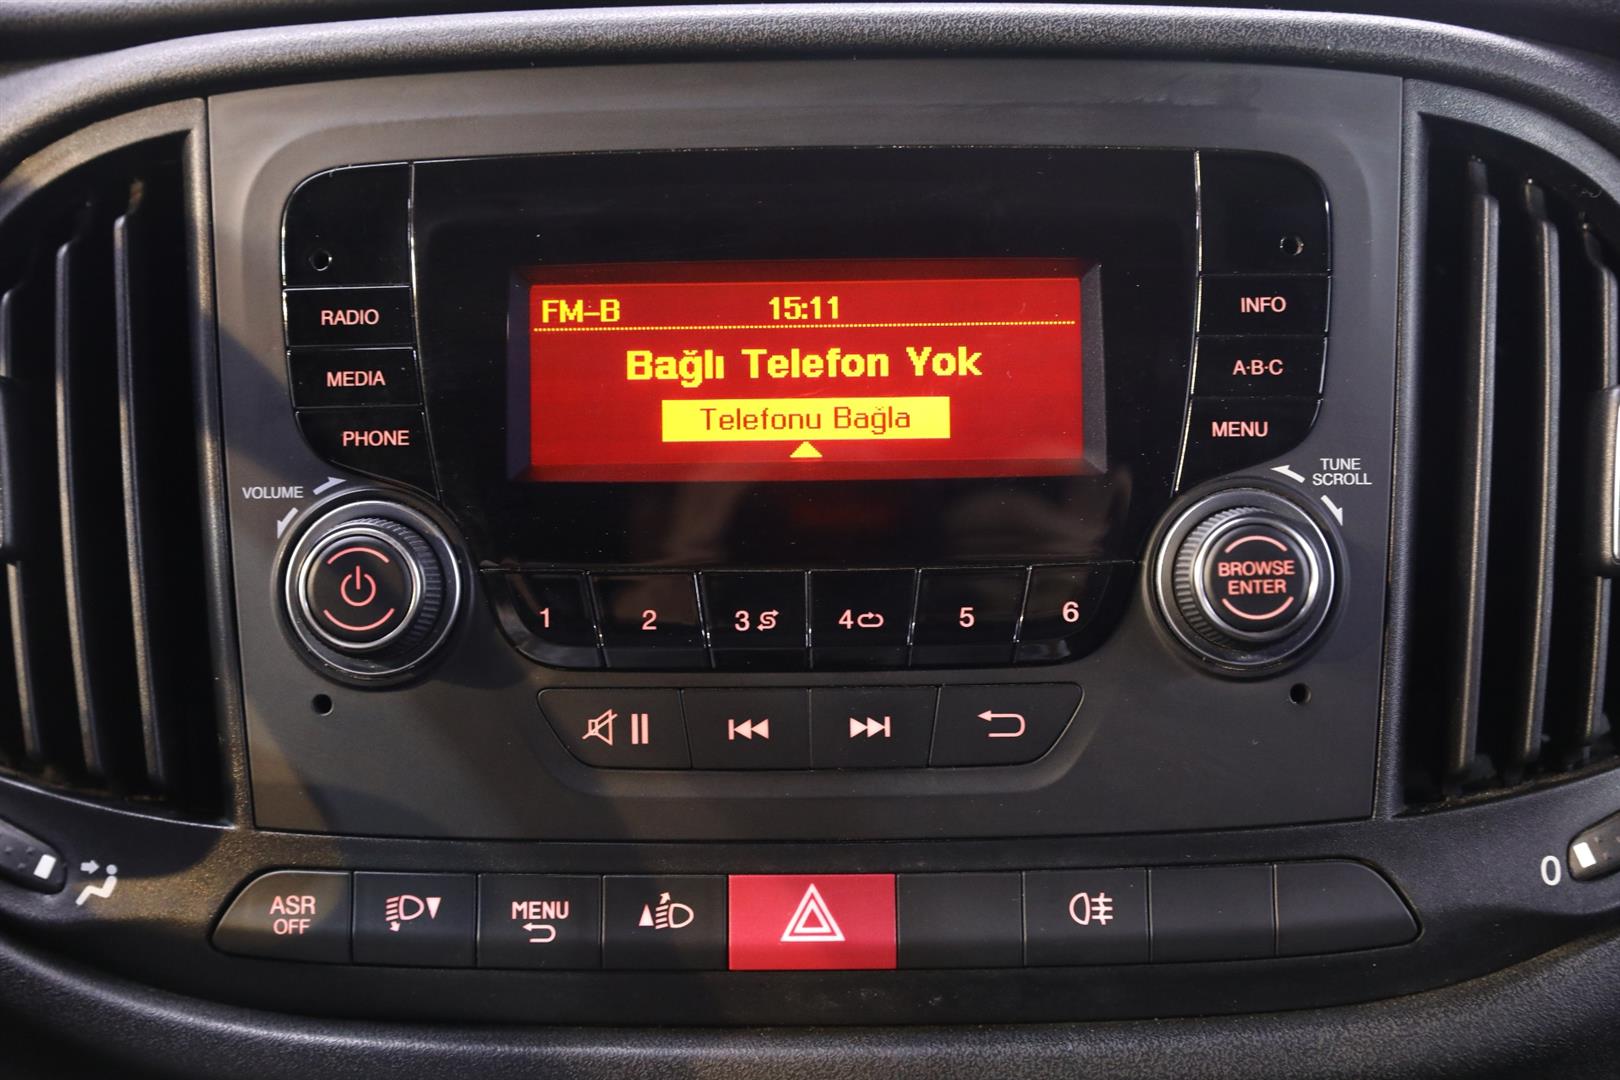 FM-B 15:11
Bağlı Telefon Yok
Telefonu Bağla
RADIO
MEDIA
PHONE
INFO
A·B·C
MENU
VOLUME
TUNE
SCROLL
BROWSE
ENTER
1 2 3 4 5 6
ASR
OFF
MENU
0